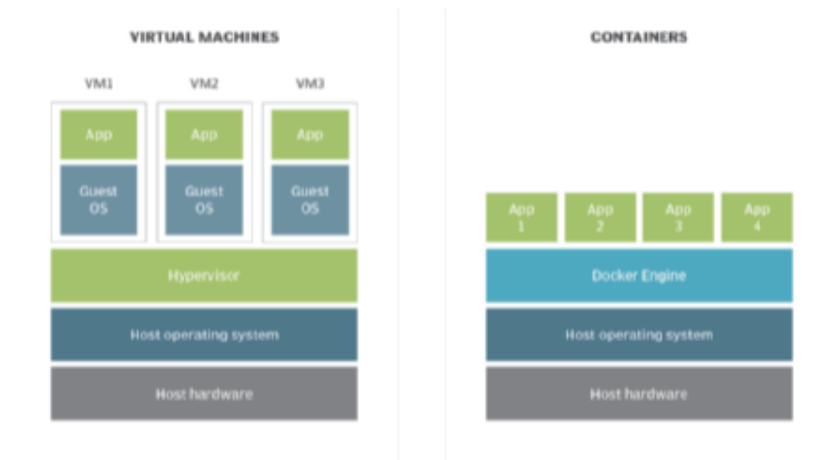 VIRTUAL MACHINES
VM1 VM2 VM3
App App App
Guest Guest Guest
OS OS OS
Hypervisor
Host operating system
Host hardware
CONTAINERS
App App App App
1 2 3 4
Docker Engine
Host operating system
Host hardware